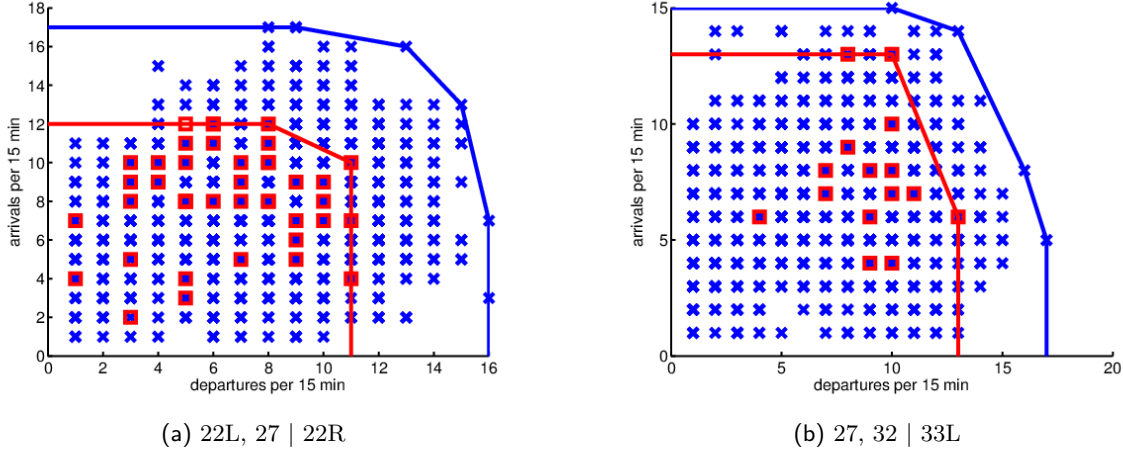 18
16
14
12
10
8
6
4
2
0
arrivals per 15 min
0 2 4 6 8 10 12 14 16
departures per 15 min
(a) 22L, 27 | 22R
15
10
5
0
arrivals per 15 min
0 5 10 15 20
departures per 15 min
(b) 27, 32 | 33L